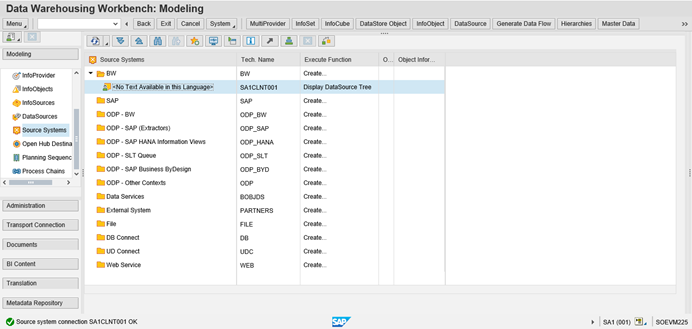 Data Warehousing Workbench: Modeling
Menu Back Exit Cancel System MultiProvider InfoSet InfoCube DataStore Object InfoObject DataSource Generate Data Flow Hierarchies Master Data
Modeling
InfoProvider
InfoObjects
InfoSources
DataSources
Source Systems
Open Hub Destina
Planning Sequenc
Process Chains
Administration
Transport Connection
Documents
BI Content
Translation
Metadata Repository
Source Systems Tech. Name Execute Function O... Object Infor...
BW BW Create...
<No Text Available in this Language> SA1CLNT001 Display DataSource Tree
SAP SAP Create...
ODP - BW ODP_BW Create...
ODP - SAP (Extractors) ODP_SAP Create...
ODP - SAP HANA Information Views ODP_HANA Create...
ODP - SLT Queue ODP_SLT Create...
ODP - SAP Business ByDesign ODP_BYD Create...
ODP - Other Contexts ODP Create...
Data Services BOBJDS Create...
External System PARTNERS Create...
File FILE Create...
DB Connect DB Create...
UD Connect UDC Create...
Web Service WEB Create...
Source system connection SA1CLNT001 OK SAP SA1 (001) SOEVM225